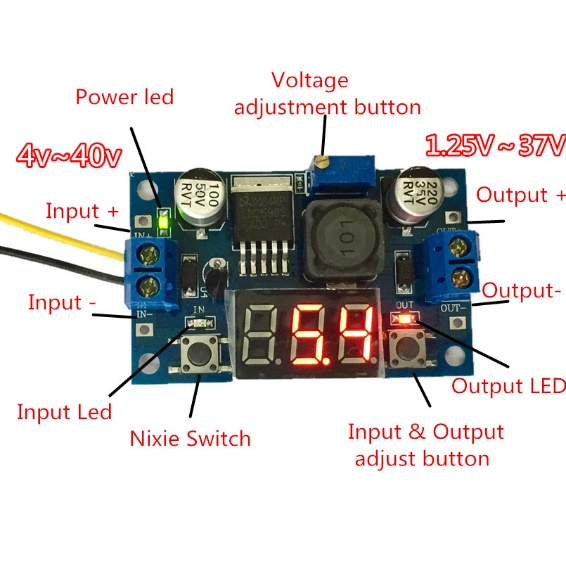 Voltage
adjustment button
Power led
4v~40v
1.25V~37V
Input +
Output +
100
50V
RVT
220
35V
RVT
101
IN+
Input -
Output-
IN-
OUT-
IN
OUT
5.4
Output LED
Input Led
Nixie Switch
Input & Output
adjust button